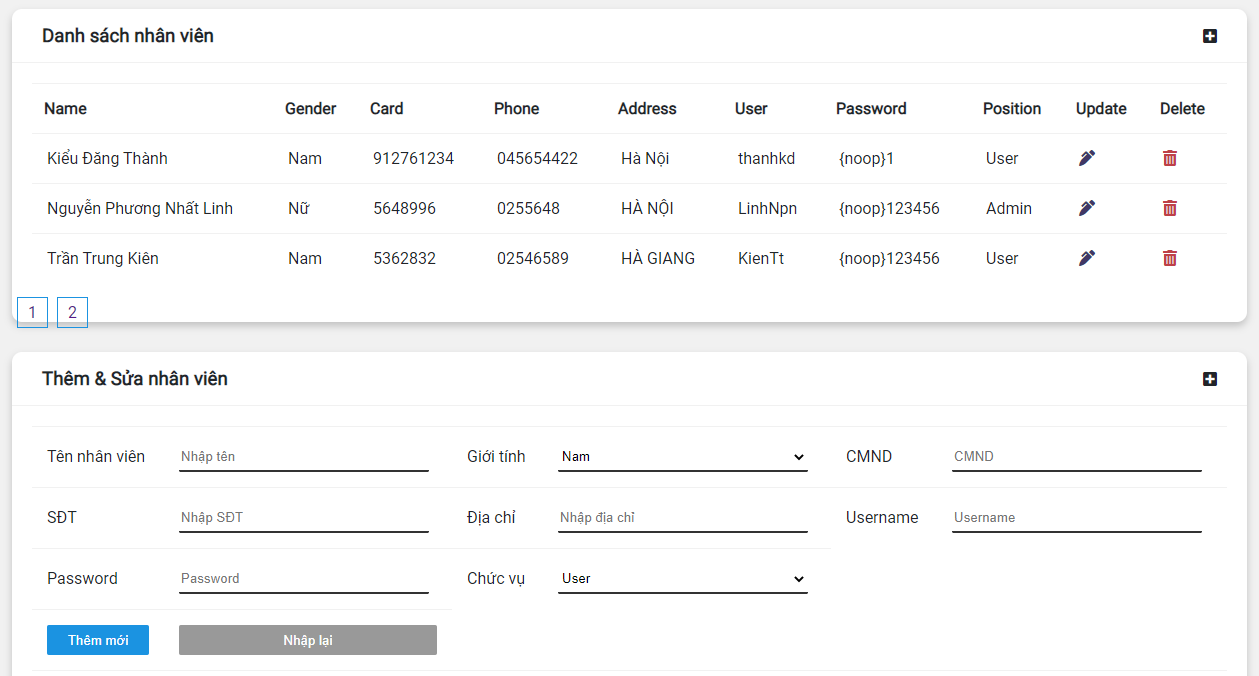 Danh sách nhân viên
Name Gender Card Phone Address User Password Position Update Delete
Kiểu Đăng Thành Nam 912761234 045654422 Hà Nội thanhkd {noop}1 User
Nguyễn Phương Nhất Linh Nữ 5648996 0255648 HÀ NỘI LinhNpn {noop}123456 Admin
Trần Trung Kiên Nam 5362832 02546589 HÀ GIANG KienTt {noop}123456 User
1 2
Thêm & Sửa nhân viên
Tên nhân viên Nhập tên Giới tính Nam CMND CMND
SĐT Nhập SĐT Địa chỉ Nhập địa chỉ Username Username
Password Password Chức vụ User
Thêm mới Nhập lại